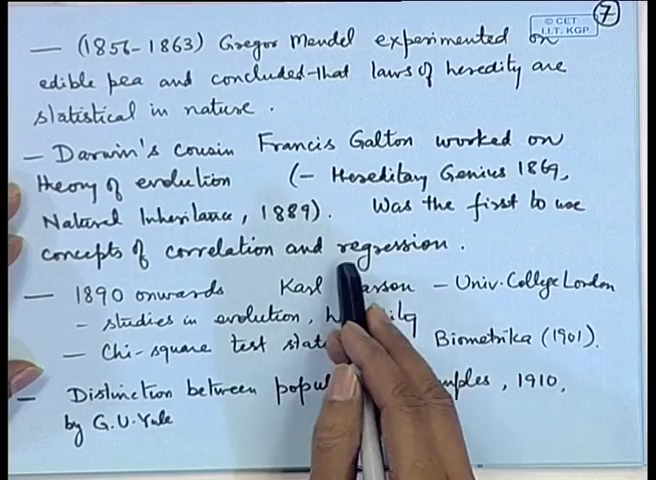 7
© CET
I.I.T. KGP
— (1856-1863) Gregor Mendel experimented on
edible pea and concluded that laws of heredity are
statistical in nature.
— Darwin's cousin Francis Galton worked on
theory of evolution (- Hereditary Genius 1869,
Natural Inheritance, 1889). Was the first to use
concepts of correlation and regression.
— 1890 onwards Karl — Univ. College London
- studies in evolution,
— Chi-square test Biometrika (1901).
— Distinction between , 1910,
by G.U. Yule